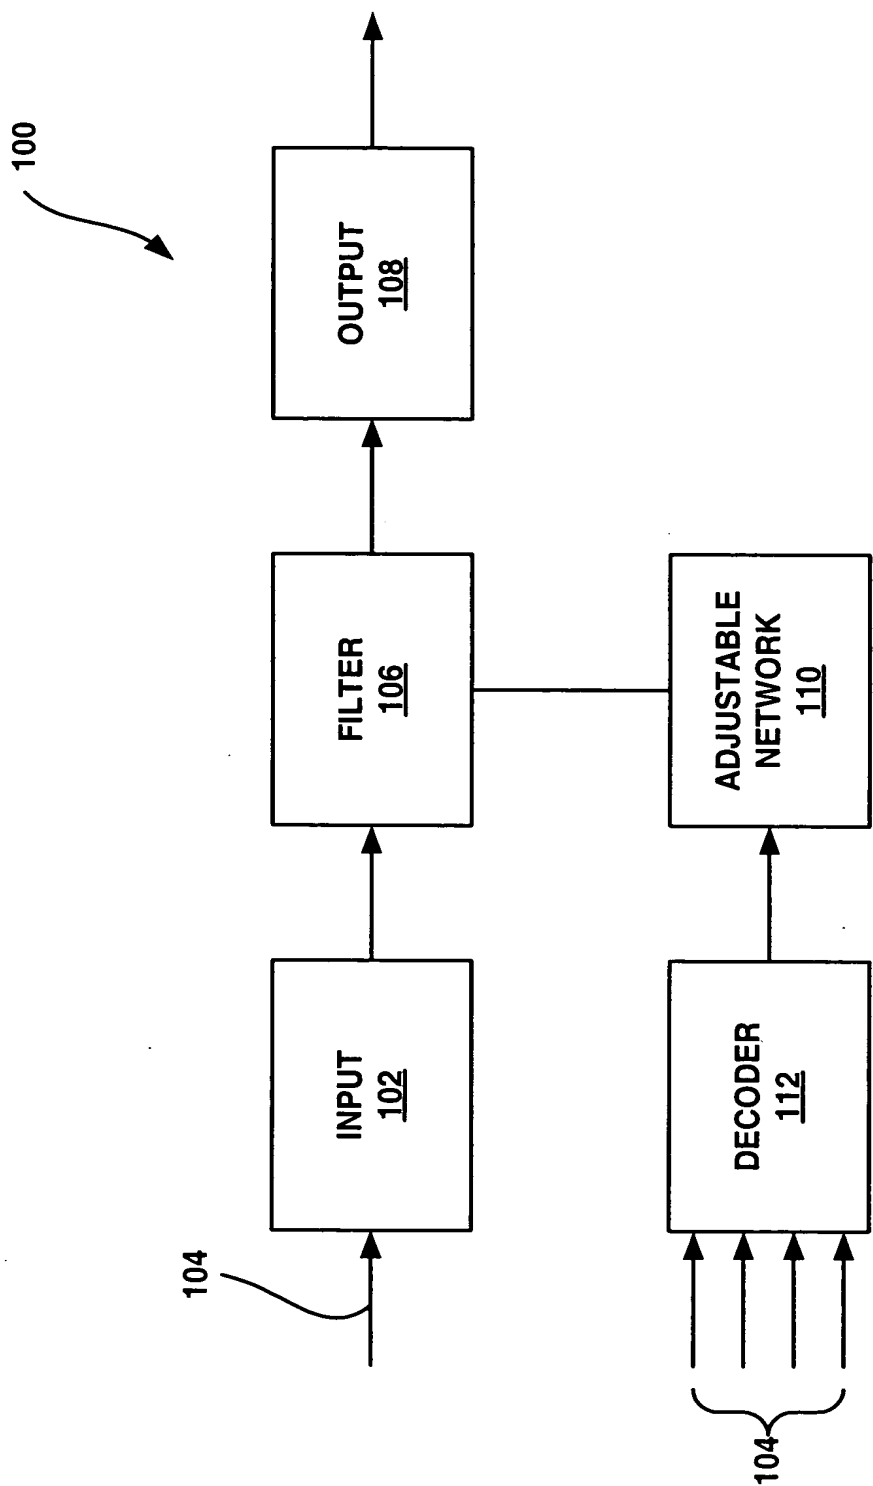 100
104
INPUT
102
FILTER
106
OUTPUT
108
104
DECODER
112
ADJUSTABLE
NETWORK
110